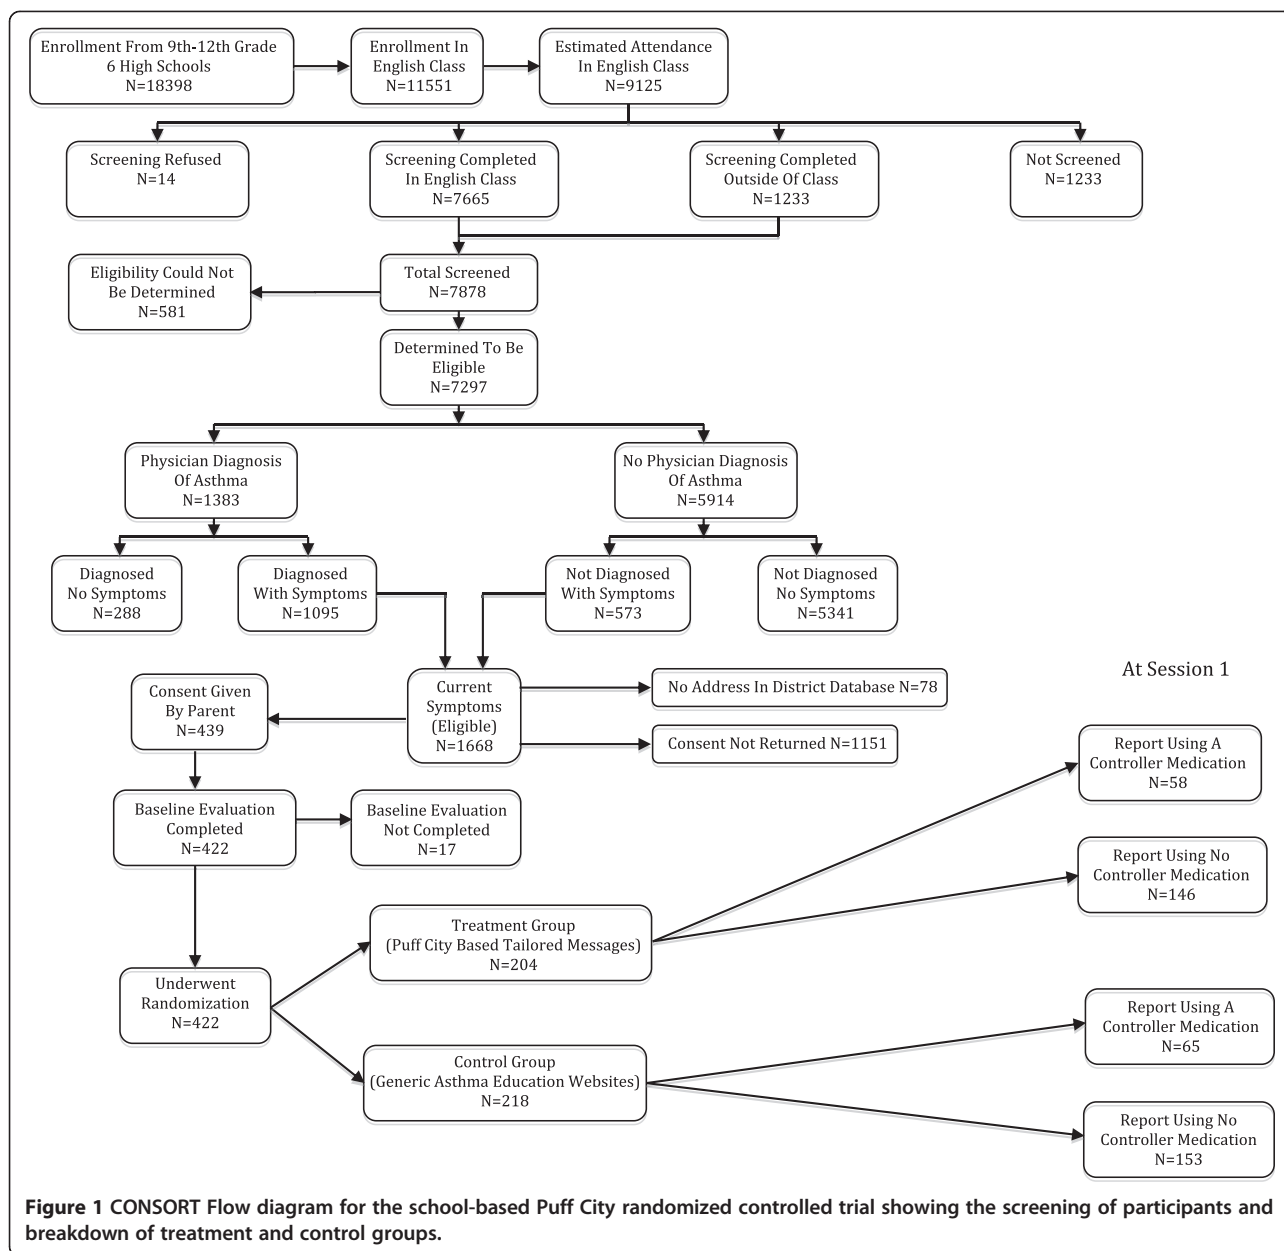 Enrollment From 9th-12th Grade
6 High Schools
N=18398
Enrollment In
English Class
N=11551
Estimated Attendance
In English Class
N=9125
Screening Refused
N=14
Screening Completed
In English Class
N=7665
Screening Completed
Outside Of Class
N=1233
Not Screened
N=1233
Eligibility Could Not
Be Determined
N=581
Total Screened
N=7878
Determined To Be
Eligible
N=7297
Physician Diagnosis
Of Asthma
N=1383
No Physician Diagnosis
Of Asthma
N=5914
Diagnosed
No Symptoms
N=288
Diagnosed
With Symptoms
N=1095
Not Diagnosed
With Symptoms
N=573
Not Diagnosed
No Symptoms
N=5341
Consent Given
By Parent
N=439
Current
Symptoms
(Eligible)
N=1668
No Address In District Database N=78
Consent Not Returned N=1151
At Session 1
Baseline Evaluation
Completed
N=422
Baseline Evaluation
Not Completed
N=17
Report Using A
Controller Medication
N=58
Report Using No
Controller Medication
N=146
Treatment Group
(Puff City Based Tailored Messages)
N=204
Underwent
Randomization
N=422
Control Group
(Generic Asthma Education Websites)
N=218
Report Using A
Controller Medication
N=65
Report Using No
Controller Medication
N=153
Figure 1 CONSORT Flow diagram for the school-based Puff City randomized controlled trial showing the screening of participants and
breakdown of treatment and control groups.